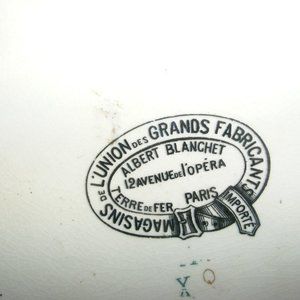 MAGASINS DE L'UNION DES GRANDS FABRICANTS
ALBERT BLANCHET
12 AVENUE DE L'OPÉRA
PARIS
TERRE DE FER
H
IMPORTÉ